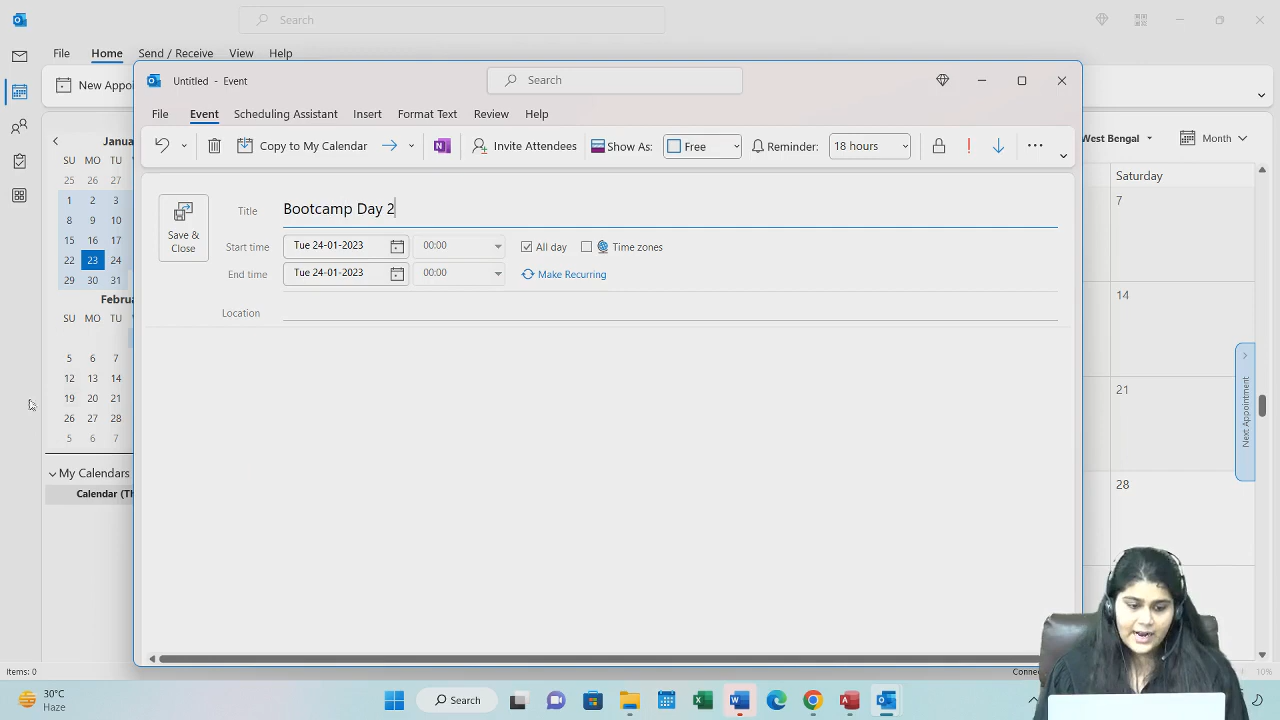 Search
File Home Send / Receive View Help
New Appo
Untitled - Event
Search
File Event Scheduling Assistant Insert Format Text Review Help
Copy to My Calendar
Invite Attendees
Show As:
Free
Reminder:
18 hours
Save &
Close
Title
Bootcamp Day 2
Start time
Tue 24-01-2023
00:00
All day
Time zones
End time
Tue 24-01-2023
00:00
Make Recurring
Location
Janua
SU MO TU
25 26 27
1 2 3
8 9 10
15 16 17
22 23 24
29 30 31
Februa
SU MO TU
5 6 7
12 13 14
19 20 21
26 27 28
5 6 7
My Calendars
Calendar (Th
West Bengal
Month
Saturday
7
14
21
28
Next Appointment
Items: 0
Connec
10%
30°C
Haze
Search